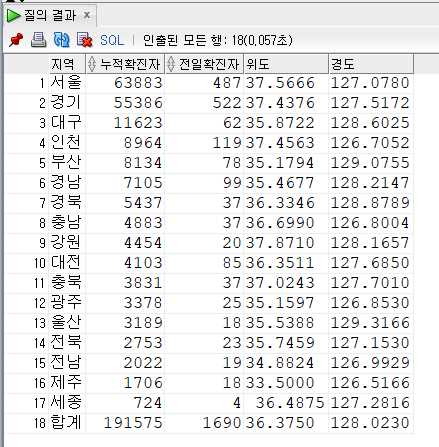 질의 결과 ×
SQL | 인출된 모든 행: 18(0,057초)
지역 누적확진자 전일확진자 위도 경도
1 서울 63883 487 37.5666 127.0780
2 경기 55386 522 37.4376 127.5172
3 대구 11623 62 35.8722 128.6025
4 인천 8964 119 37.4563 126.7052
5 부산 8134 78 35.1794 129.0755
6 경남 7105 99 35.4677 128.2147
7 경북 5437 37 36.3346 128.8789
8 충남 4883 37 36.6990 126.8004
9 강원 4454 20 37.8710 128.1657
10 대전 4103 85 36.3511 127.6850
11 충북 3831 37 37.0243 127.7010
12 광주 3378 25 35.1597 126.8530
13 울산 3189 18 35.5388 129.3166
14 전북 2753 23 35.7459 127.1530
15 전남 2022 19 34.8824 126.9929
16 제주 1706 18 33.5000 126.5166
17 세종 724 4 36.4875 127.2816
18 합계 191575 1690 36.3750 128.0230